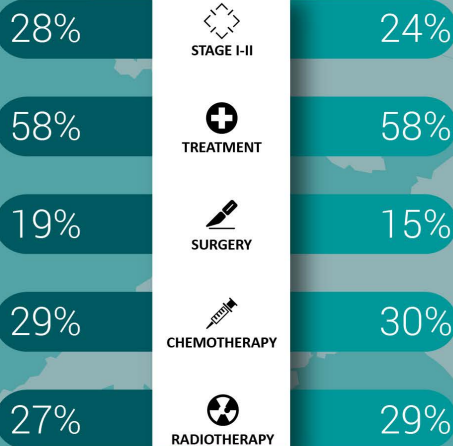 28%
STAGE I-II
24%
58%
TREATMENT
58%
19%
SURGERY
15%
29%
CHEMOTHERAPY
30%
27%
RADIOTHERAPY
29%